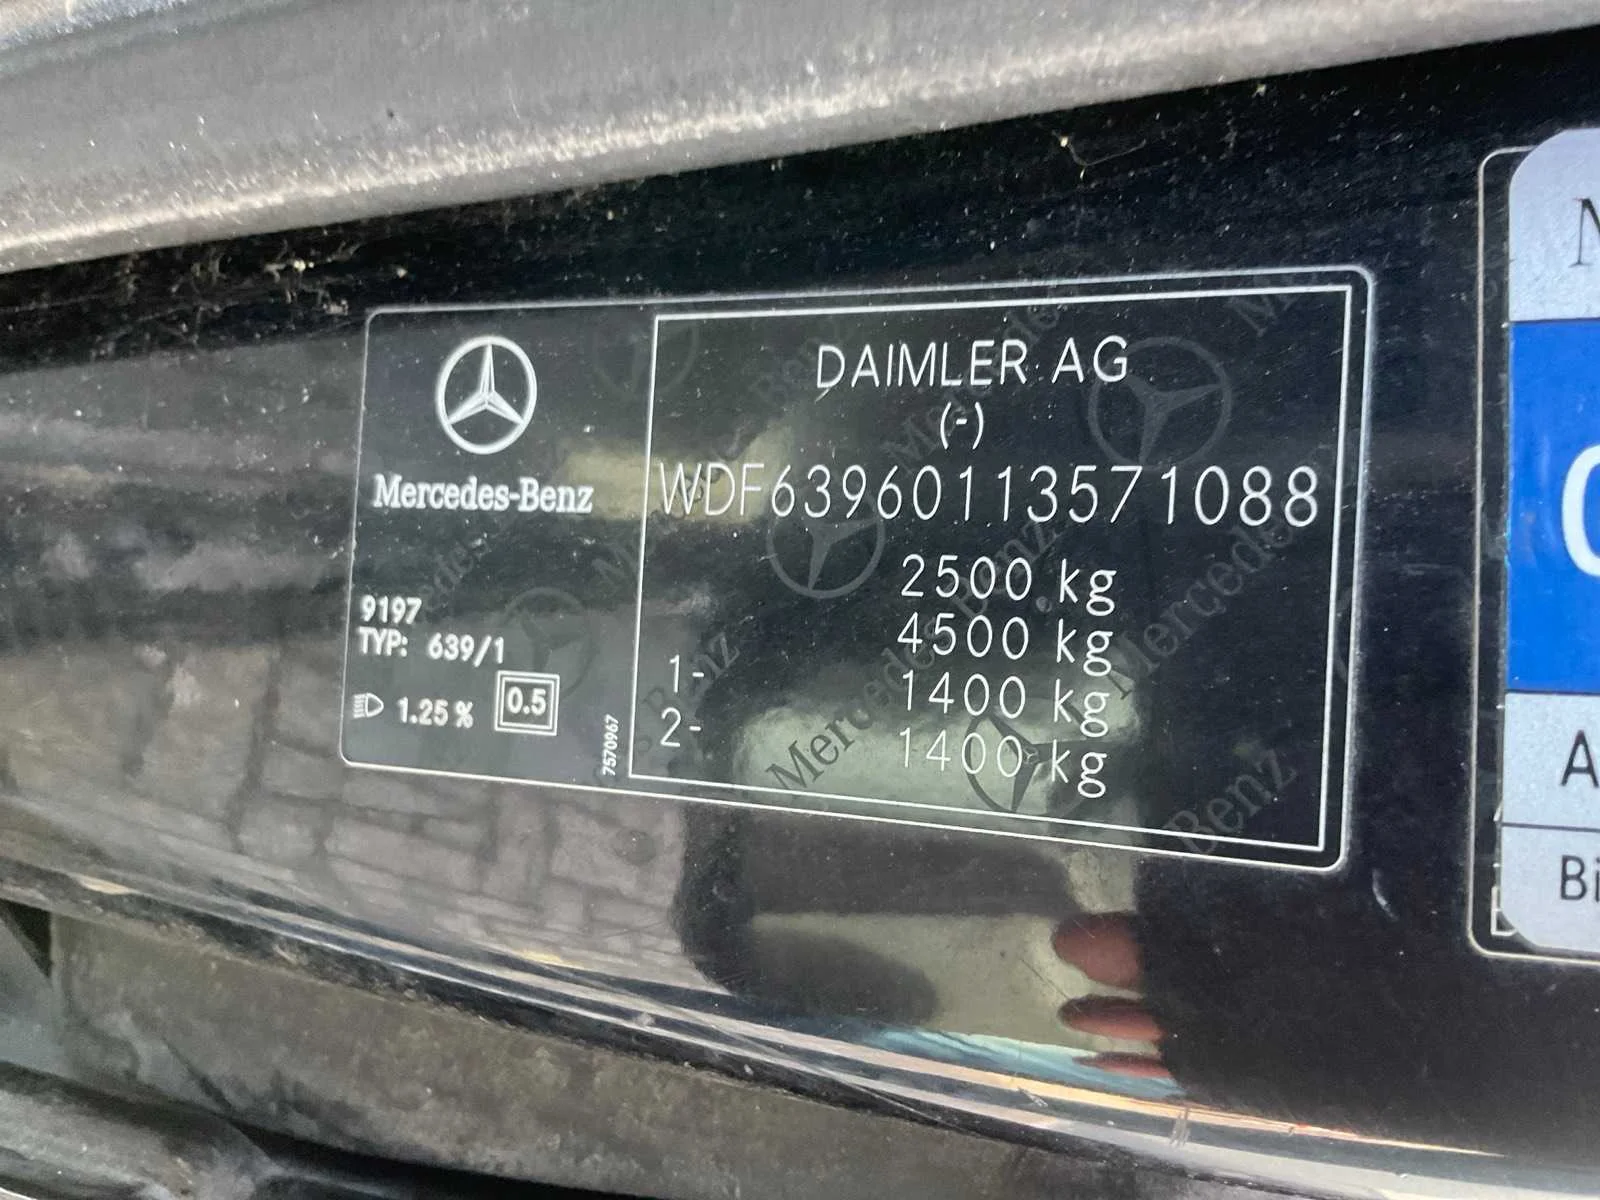 Mercedes-Benz
9197
TYP: 639/1
1.25 %
0.5
7570967
DAIMLER AG
(-)
WDF63960113571088
2500 kg
4500 kg
1- 1400 kg
2- 1400 kg